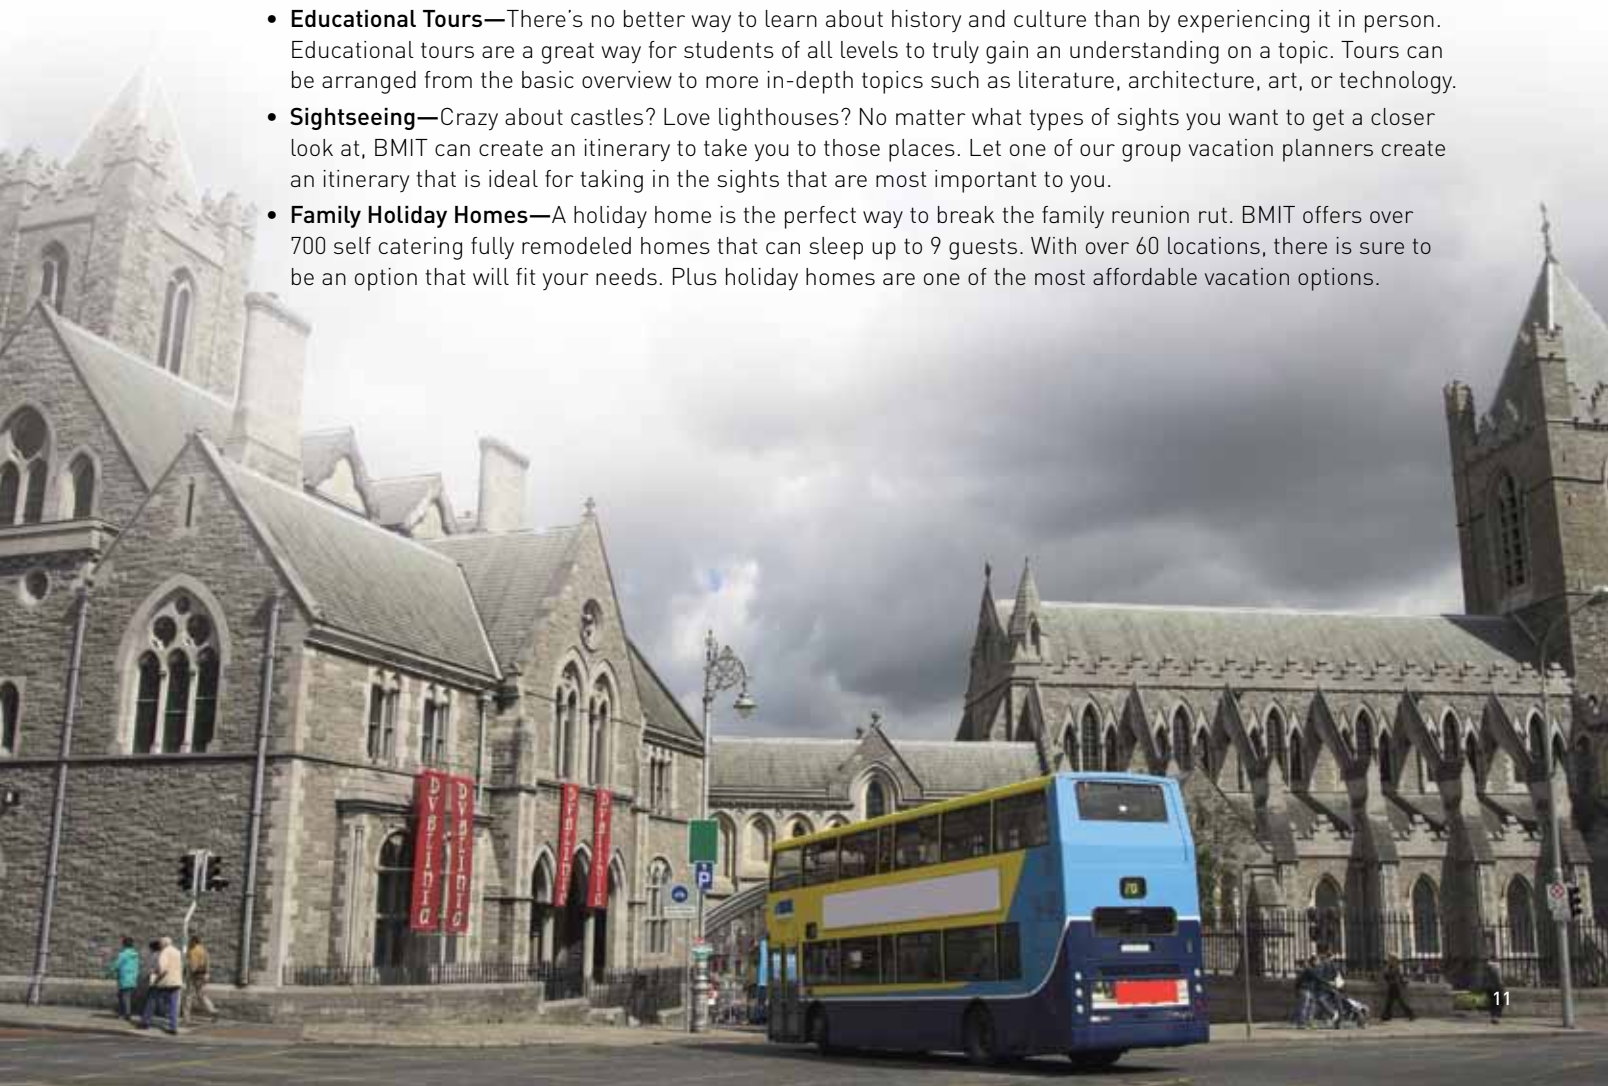 • Educational Tours—There's no better way to learn about history and culture than by experiencing it in person.
Educational tours are a great way for students of all levels to truly gain an understanding on a topic. Tours can
be arranged from the basic overview to more in-depth topics such as literature, architecture, art, or technology.
• Sightseeing—Crazy about castles? Love lighthouses? No matter what types of sights you want to get a closer
look at, BMIT can create an itinerary to take you to those places. Let one of our group vacation planners create
an itinerary that is ideal for taking in the sights that are most important to you.
• Family Holiday Homes—A holiday home is the perfect way to break the family reunion rut. BMIT offers over
700 self catering fully remodeled homes that can sleep up to 9 guests. With over 60 locations, there is sure to
be an option that will fit your needs. Plus holiday homes are one of the most affordable vacation options.
DVBLINIA
DVBLINIA
DVBLINIA
DVBLINIA
P
11